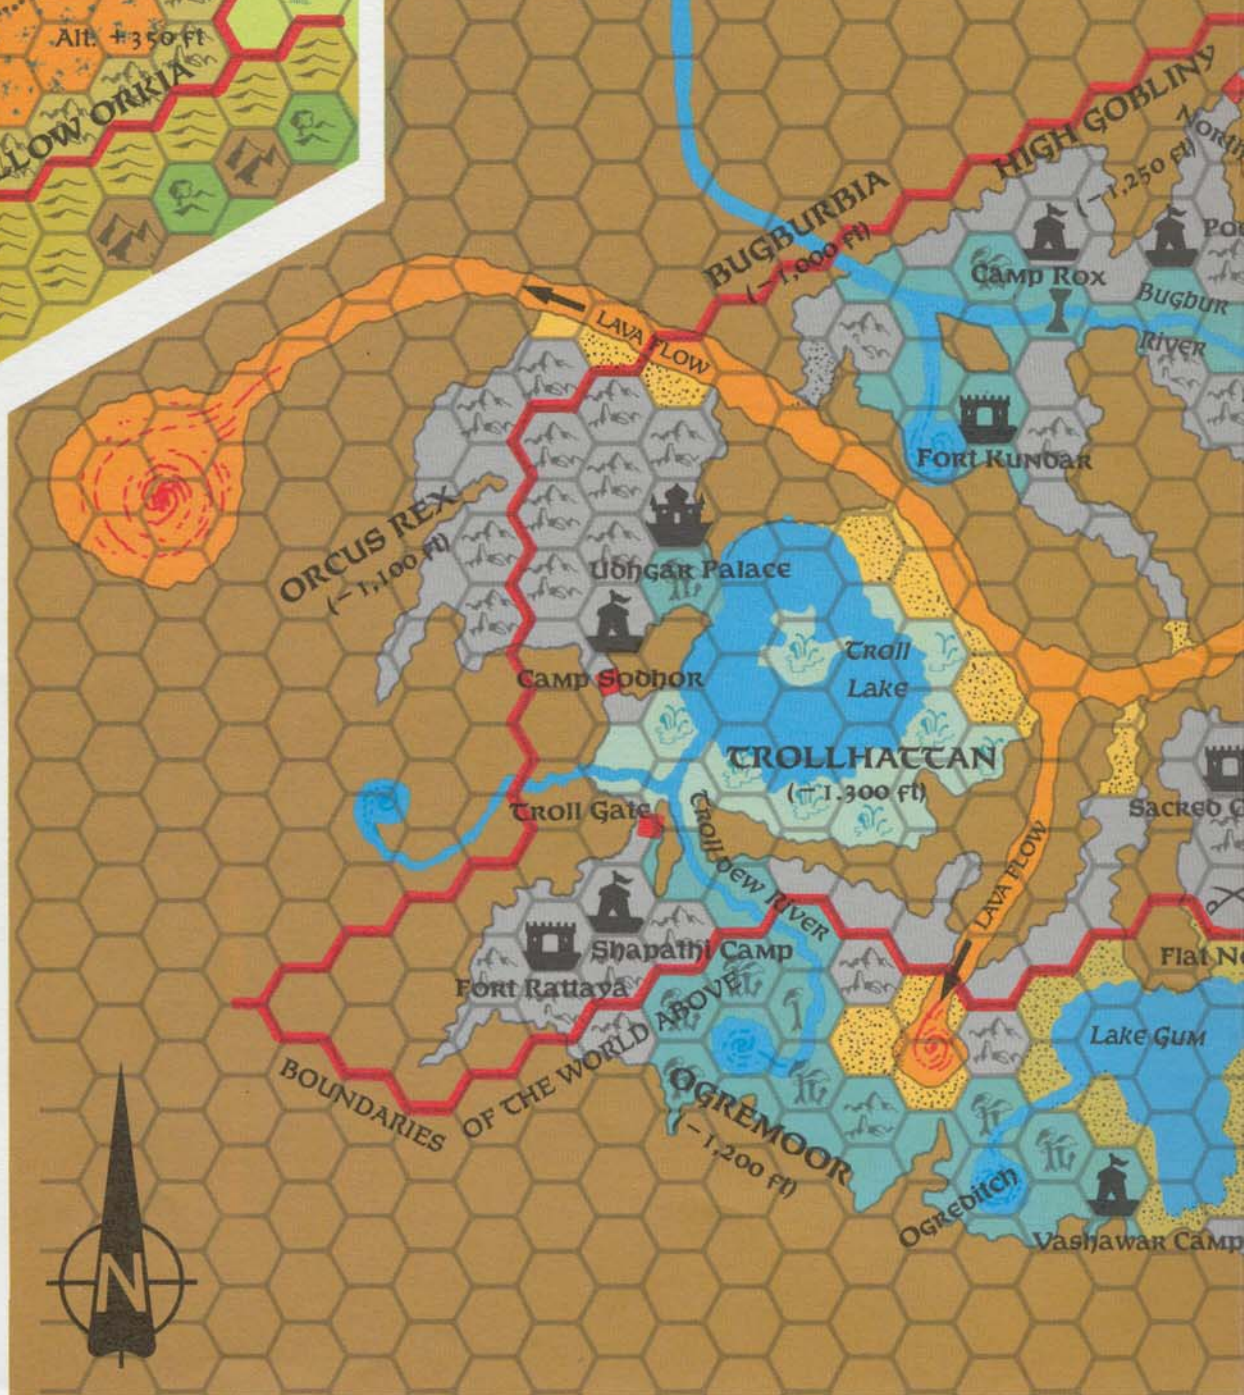 Alt. +350 ft
LOW ORKIA
HIGH GOBLINY
(-1,250 ft)
BUGBURBIA
(-1,000 ft)
Camp Rox
Bugbur
River
LAVA FLOW
Fort Kundar
ORCUS REX
(-1,100 ft)
Udhgar Palace
Camp Sodhor
Troll
Lake
TROLLHATTAN
(-1.300 ft)
Troll Gate
Trolldew River
LAVA FLOW
Sacred
Shapathi Camp
Fort Rattaya
Flat
Lake Gum
BOUNDARIES OF THE WORLD ABOVE
OGREMOOR
(-1,200 ft)
Ogreditch
Vashawar Camp
N